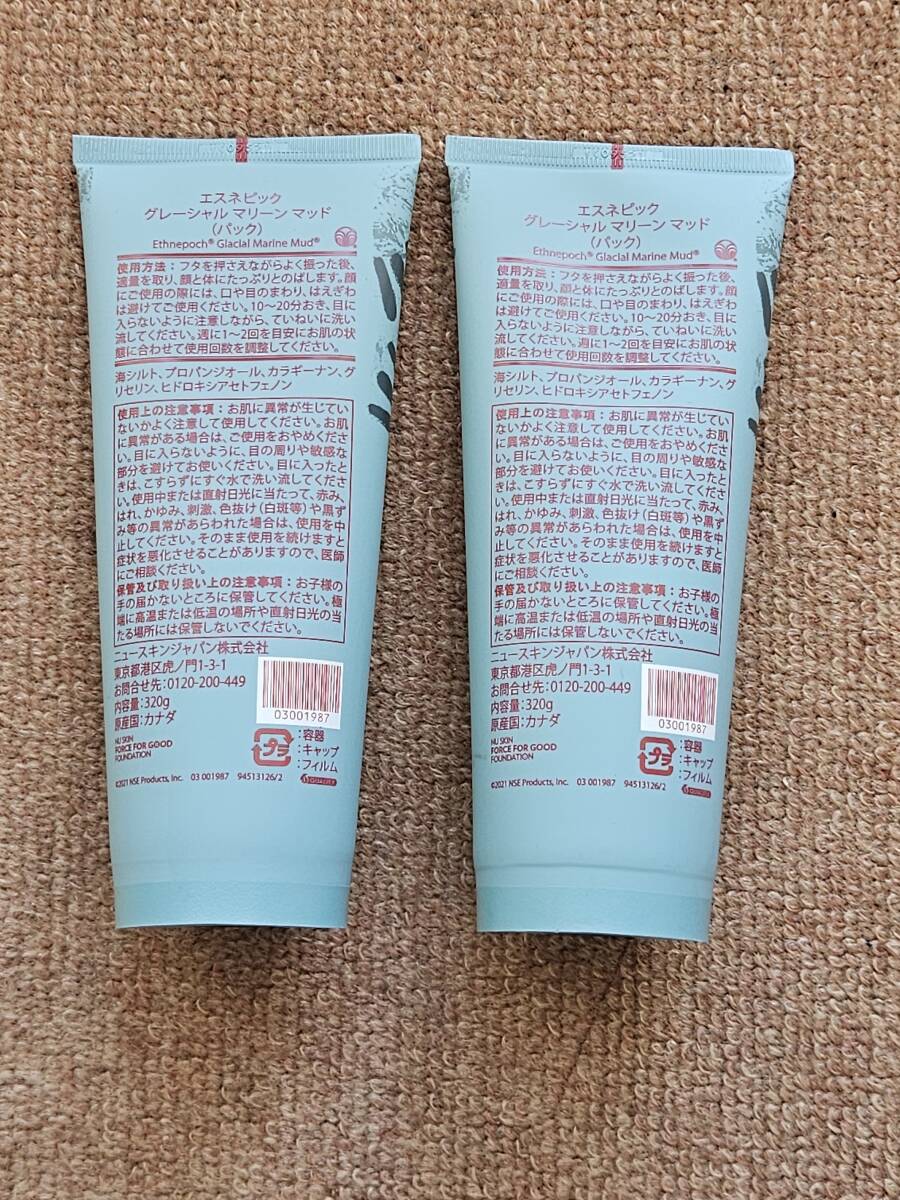 エスネピック
グレーシャル マリーン マッド
(パック)
Ethnepoch® Glacial Marine Mud®
使用方法：フタを押さえながらよく振った後、
適量を取り、顔と体にたっぷりとのばします。顔
にご使用の際には、口や目のまわり、はえぎわ
は避けてご使用ください。10〜20分おき、目に
入らないように注意しながら、ていねいに洗い
流してください。週に1〜2回を目安にお肌の状
態に合わせて使用回数を調整してください。
海シルト、プロパンジオール、カラギーナン、グ
リセリン、ヒドロキシアセトフェノン
使用上の注意事項：お肌に異常が生じてい
ないかよく注意して使用してください。お肌
に異常がある場合は、ご使用をおやめくださ
い。目に入らないように、目の周りや敏感な
部分を避けてお使いください。目に入ったと
きは、こすらずにすぐ水で洗い流してくださ
い。使用中または直射日光に当たって、赤み、
はれ、かゆみ、刺激、色抜け(白斑等)や黒ず
み等の異常があらわれた場合は、使用を中
止してください。そのまま使用を続けますと
症状を悪化させることがありますので、医師
にご相談ください。
保管及び取り扱い上の注意事項：お子様の
手の届かないところに保管してください。極
端に高温または低温の場所や直射日光の当
たる場所には保管しないでください。
ニュースキンジャパン株式会社
東京都港区虎ノ門1-3-1
お問合せ先：0120-200-449
内容量：320g
原産国：カナダ
03001987
NU SKIN
FORCE FOR GOOD
FOUNDATION
プラ
：容器
：キャップ
：フィルム
©2021 NSE Products, Inc. 03 001987 94513126/2
エスネピック
グレーシャル マリーン マッド
(パック)
Ethnepoch® Glacial Marine Mud®
使用方法：フタを押さえながらよく振った後、
適量を取り、顔と体にたっぷりとのばします。顔
にご使用の際には、口や目のまわり、はえぎわ
は避けてご使用ください。10〜20分おき、目に
入らないように注意しながら、ていねいに洗い
流してください。週に1〜2回を目安にお肌の状
態に合わせて使用回数を調整してください。
海シルト、プロパンジオール、カラギーナン、グ
リセリン、ヒドロキシアセトフェノン
使用上の注意事項：お肌に異常が生じてい
ないかよく注意して使用してください。お肌
に異常がある場合は、ご使用をおやめくださ
い。目に入らないように、目の周りや敏感な
部分を避けてお使いください。目に入ったと
きは、こすらずにすぐ水で洗い流してくださ
い。使用中または直射日光に当たって、赤み、
はれ、かゆみ、刺激、色抜け(白斑等)や黒ず
み等の異常があらわれた場合は、使用を中
止してください。そのまま使用を続けますと
症状を悪化させることがありますので、医師
にご相談ください。
保管及び取り扱い上の注意事項：お子様の
手の届かないところに保管してください。極
端に高温または低温の場所や直射日光の当
たる場所には保管しないでください。
ニュースキンジャパン株式会社
東京都港区虎ノ門1-3-1
お問合せ先：0120-200-449
内容量：320g
原産国：カナダ
03001987
NU SKIN
FORCE FOR GOOD
FOUNDATION
プラ
：容器
：キャップ
：フィルム
©2021 NSE Products, Inc. 03 001987 94513126/2